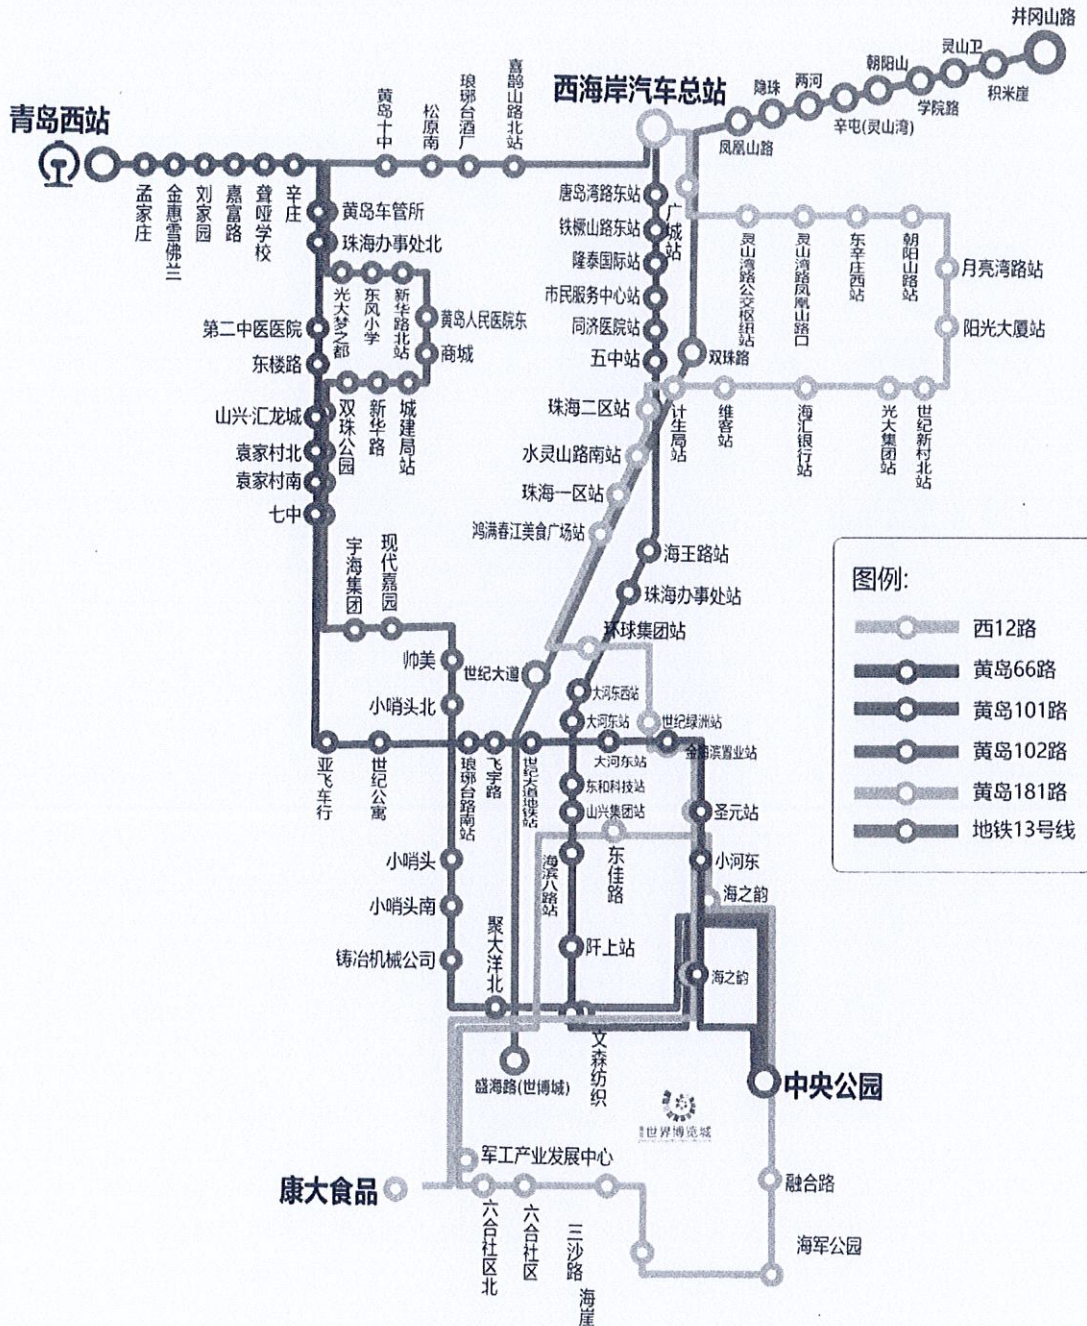 井冈山路
积米崖
灵山卫
学院路
朝阳山
辛屯(灵山湾)
两河
隐珠
凤凰山路
西海岸汽车总站
青岛西站
孟家庄
金惠雪佛兰
刘家园
嘉富路
聋哑学校
辛庄
黄岛十中
松原南
琅琊台酒厂
喜鹊山路北站
黄岛车管所
珠海办事处北
光大梦之都
东风小学
新华路北站
黄岛人民医院东
商城
第二中医医院
东楼路
山兴·汇龙城
袁家村北
袁家村南
七中
双珠公园
新华路
城建局站
唐岛湾路东站
广城站
铁橛山路东站
隆泰国际站
市民服务中心站
同济医院站
五中站
双珠路
灵山湾路公交枢纽站
灵山湾路凤凰山路口
东辛庄西站
朝阳山路站
月亮湾路站
阳光大厦站
珠海二区站
计生局站
维客站
海汇银行站
光大集团站
世纪新村北站
水灵山路南站
珠海一区站
鸿满春江美食广场站
海王路站
珠海办事处站
环球集团站
宇海集团
现代嘉园
帅美
小哨头北
世纪大道
大河东西站
大河东站
世纪绿洲站
金海滨置业站
亚飞车行
世纪公寓
琅琊台路南站
飞宇路
世纪大道地铁站
大河东站
东和科技站
山兴集团站
圣元站
小河东
东佳路
海之韵
小哨头
小哨头南
铸冶机械公司
聚大洋北
海滨八路站
阡上站
海之韵
文森纺织
盛海路(世博城)
中央公园
世界博览城
军工产业发展中心
康大食品
六合社区北
六合社区
三沙路
海崖
融合路
海军公园
图例:
西12路
黄岛66路
黄岛101路
黄岛102路
黄岛181路
地铁13号线